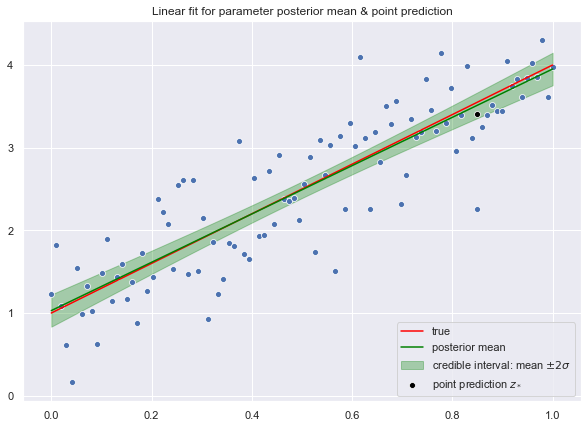 Linear fit for parameter posterior mean & point prediction
4
3
2
1
0
true
posterior mean
credible interval: mean ±2σ
point prediction z*
0.0 0.2 0.4 0.6 0.8 1.0